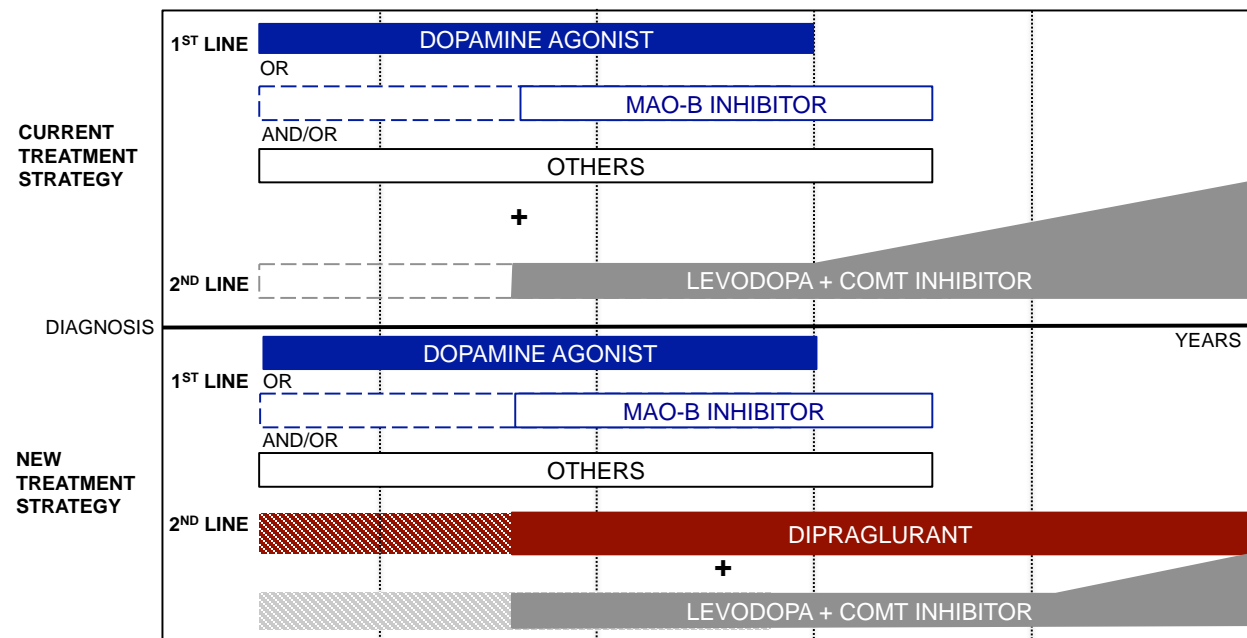 1ST LINE
DOPAMINE AGONIST
OR
MAO-B INHIBITOR
AND/OR
CURRENT
TREATMENT
STRATEGY
OTHERS
+
2ND LINE
LEVODOPA + COMT INHIBITOR
DIAGNOSIS
YEARS
DOPAMINE AGONIST
1ST LINE
OR
MAO-B INHIBITOR
AND/OR
NEW
TREATMENT
STRATEGY
OTHERS
2ND LINE
DIPRAGLURANT
+
LEVODOPA + COMT INHIBITOR